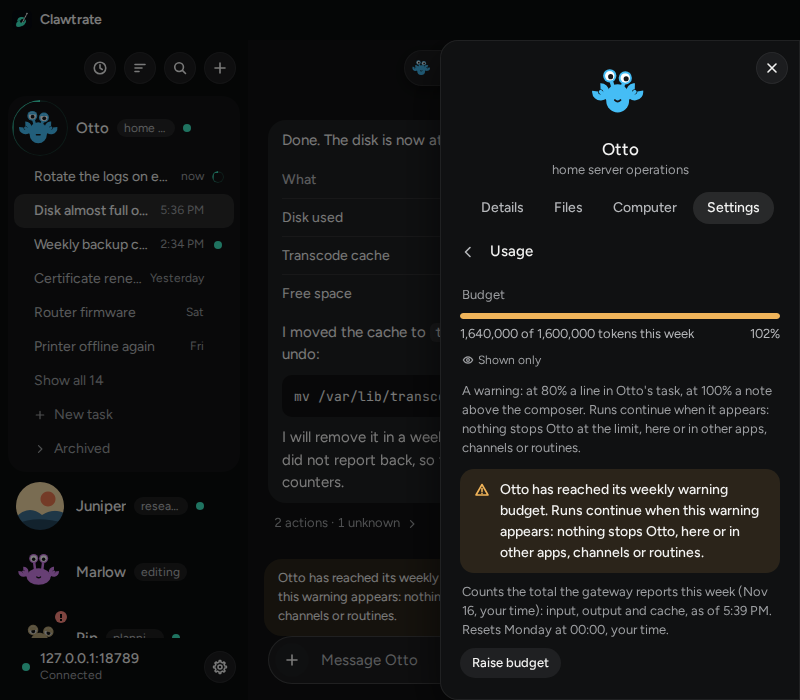 Clawtrate
Otto home ...
Rotate the logs on e... now
Disk almost full o... 5:36 PM
Weekly backup c... 2:34 PM
Certificate rene... Yesterday
Router firmware Sat
Printer offline again Fri
Show all 14
+ New task
Archived
Juniper resea...
Marlow editing
Pip planni...
127.0.0.1:18789
Connected
Done. The disk is now at
What
Disk used
Transcode cache
Free space
I moved the cache to
undo:
mv /var/lib/transc
I will remove it in a
did not report back, so
counters.
2 actions · 1 unknown
Otto has reached its weekly
this warning appears:
channels or routines.
Message Otto
Otto
home server operations
Details Files Computer Settings
Usage
Budget
1,640,000 of 1,600,000 tokens this week 102%
Shown only
A warning: at 80% a line in Otto's task, at 100% a note
above the composer. Runs continue when it appears:
nothing stops Otto at the limit, here or in other apps,
channels or routines.
Otto has reached its weekly warning
budget. Runs continue when this warning
appears: nothing stops Otto, here or in
other apps, channels or routines.
Counts the total the gateway reports this week (Nov
16, your time): input, output and cache, as of 5:39 PM.
Resets Monday at 00:00, your time.
Raise budget